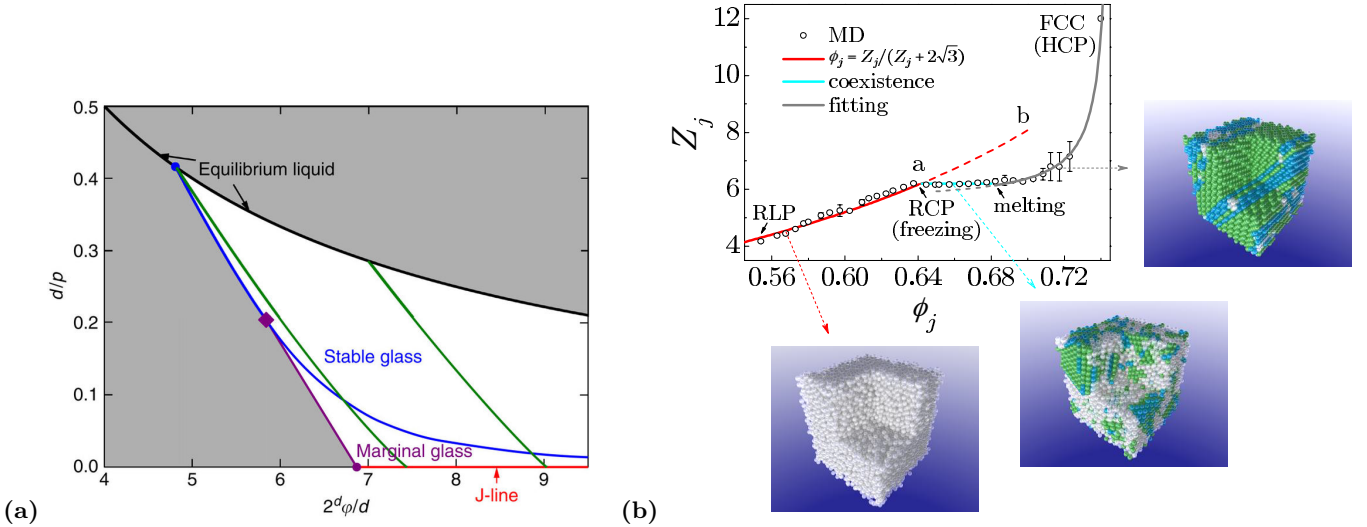 0.5
0.4
0.3
0.2
0.1
0.0
d/p
4
5
6
7
8
9
2^d φ/d
Equilibrium liquid
Stable glass
Marginal glass
J-line
(a)
12
10
8
6
4
Z_j
0.56
0.60
0.64
0.68
0.72
ϕ_j
MD
ϕ_j = Z_j/(Z_j + 2√3)
coexistence
fitting
FCC
(HCP)
b
a
RLP
RCP
(freezing)
melting
(b)